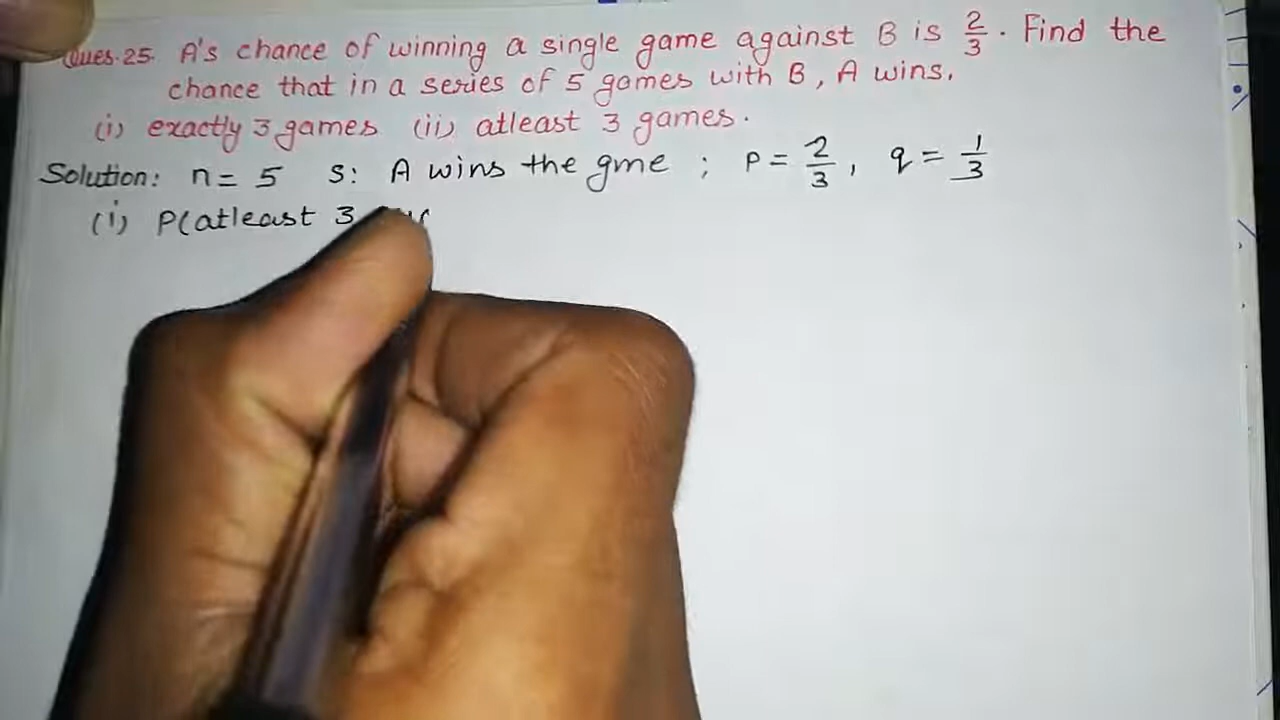 Ques.25. A's chance of winning a single game against B is 2/3. Find the
chance that in a series of 5 games with B, A wins,
(i) exactly 3 games (ii) atleast 3 games.
Solution: n = 5 S: A wins the gme ; p = 2/3, q = 1/3
(i) P(atleast 3